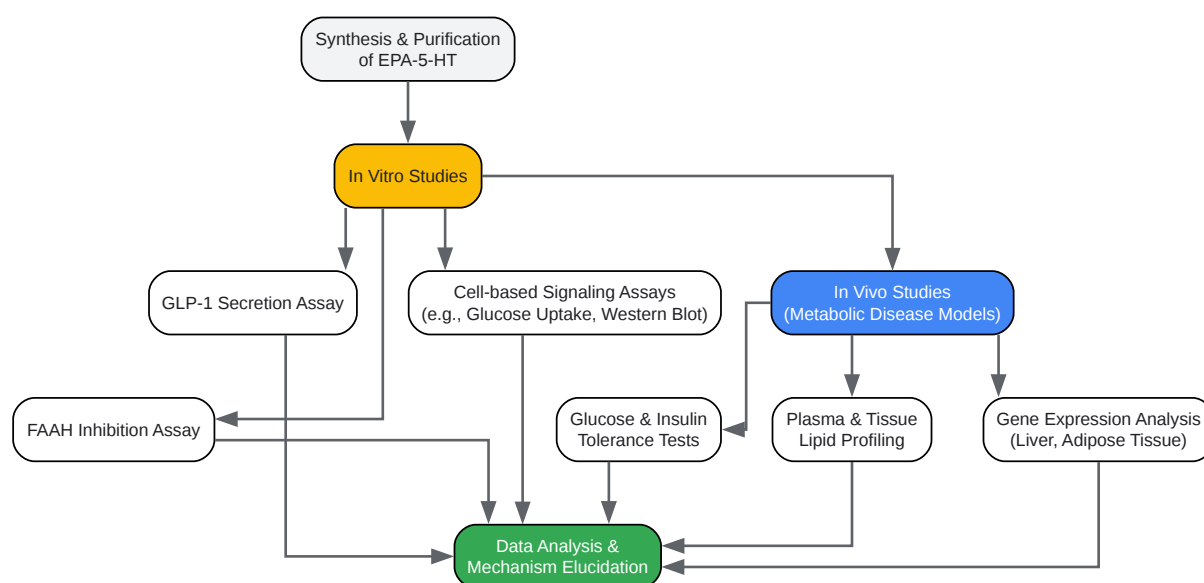 Synthesis & Purification
of EPA-5-HT
In Vitro Studies
GLP-1 Secretion Assay
Cell-based Signaling Assays
(e.g., Glucose Uptake, Western Blot)
In Vivo Studies
(Metabolic Disease Models)
FAAH Inhibition Assay
Glucose & Insulin
Tolerance Tests
Plasma & Tissue
Lipid Profiling
Gene Expression Analysis
(Liver, Adipose Tissue)
Data Analysis &
Mechanism Elucidation